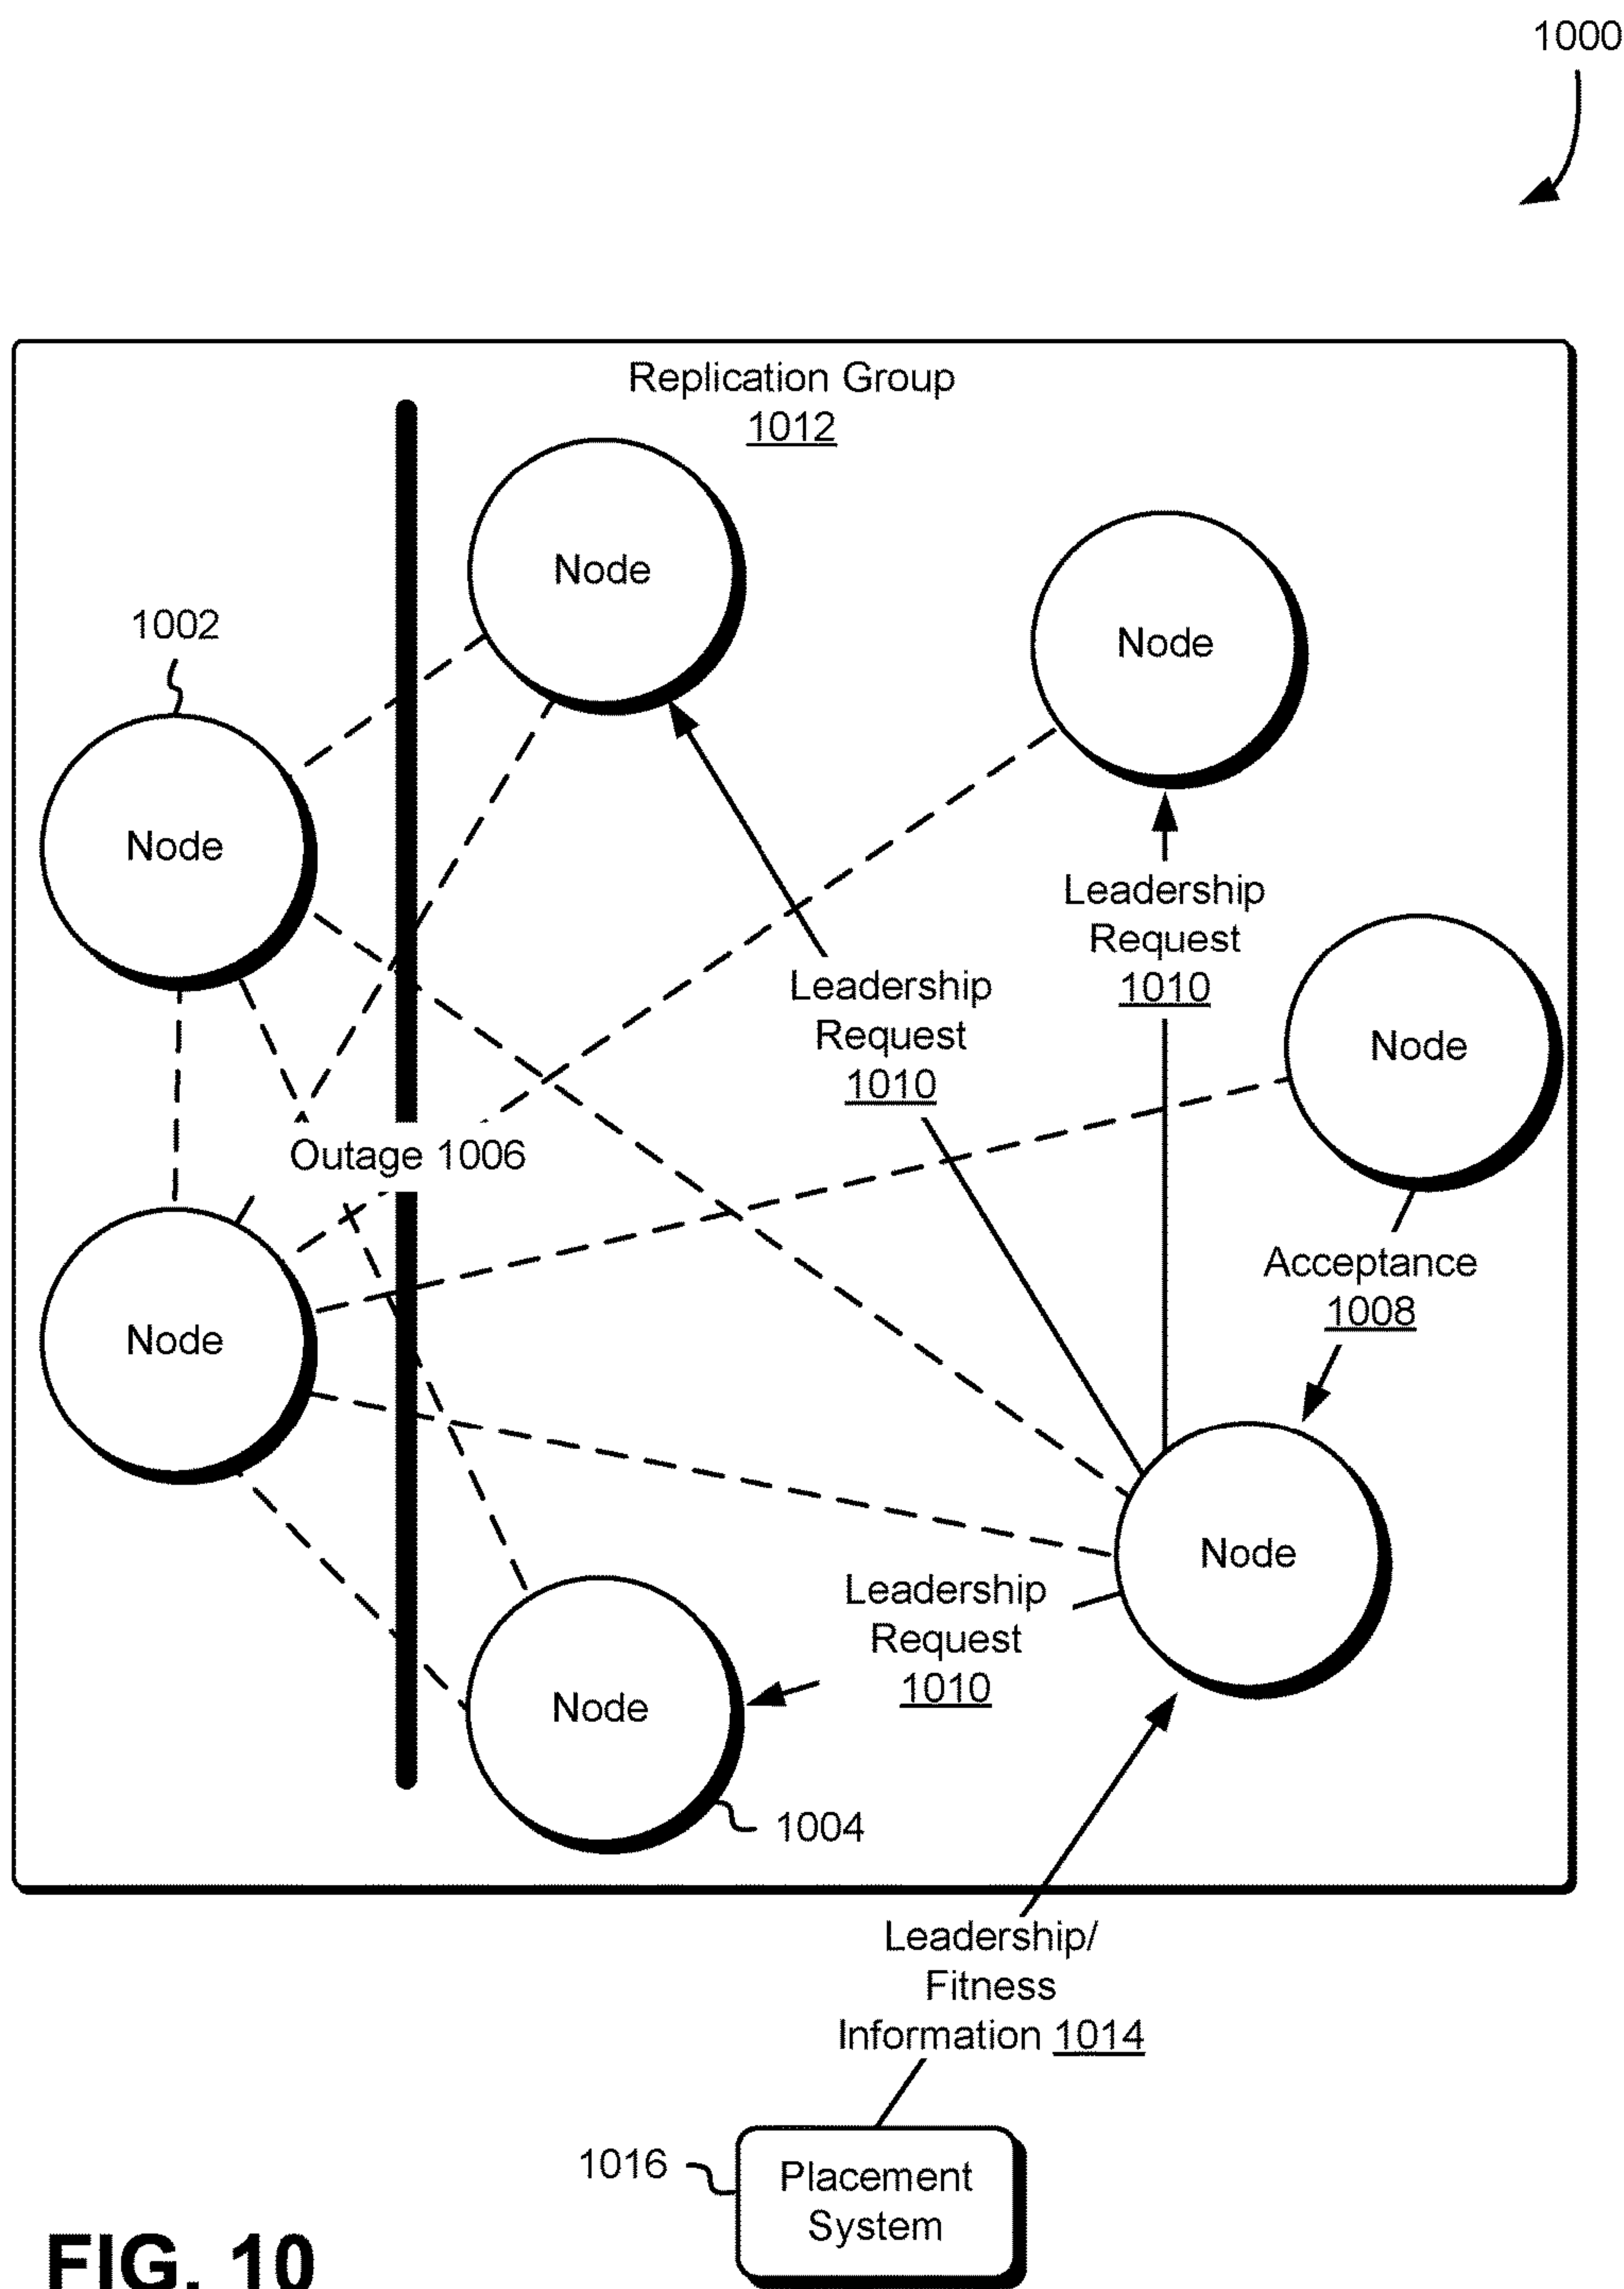 1000
Replication Group
1012
Node
Node
1002
Node
Leadership
Request
1010
Leadership
Request
1010
Node
Outage 1006
Acceptance
1008
Node
Node
Leadership
Request
1010
Node
1004
Leadership/
Fitness
Information 1014
1016
Placement
System
FIG. 10